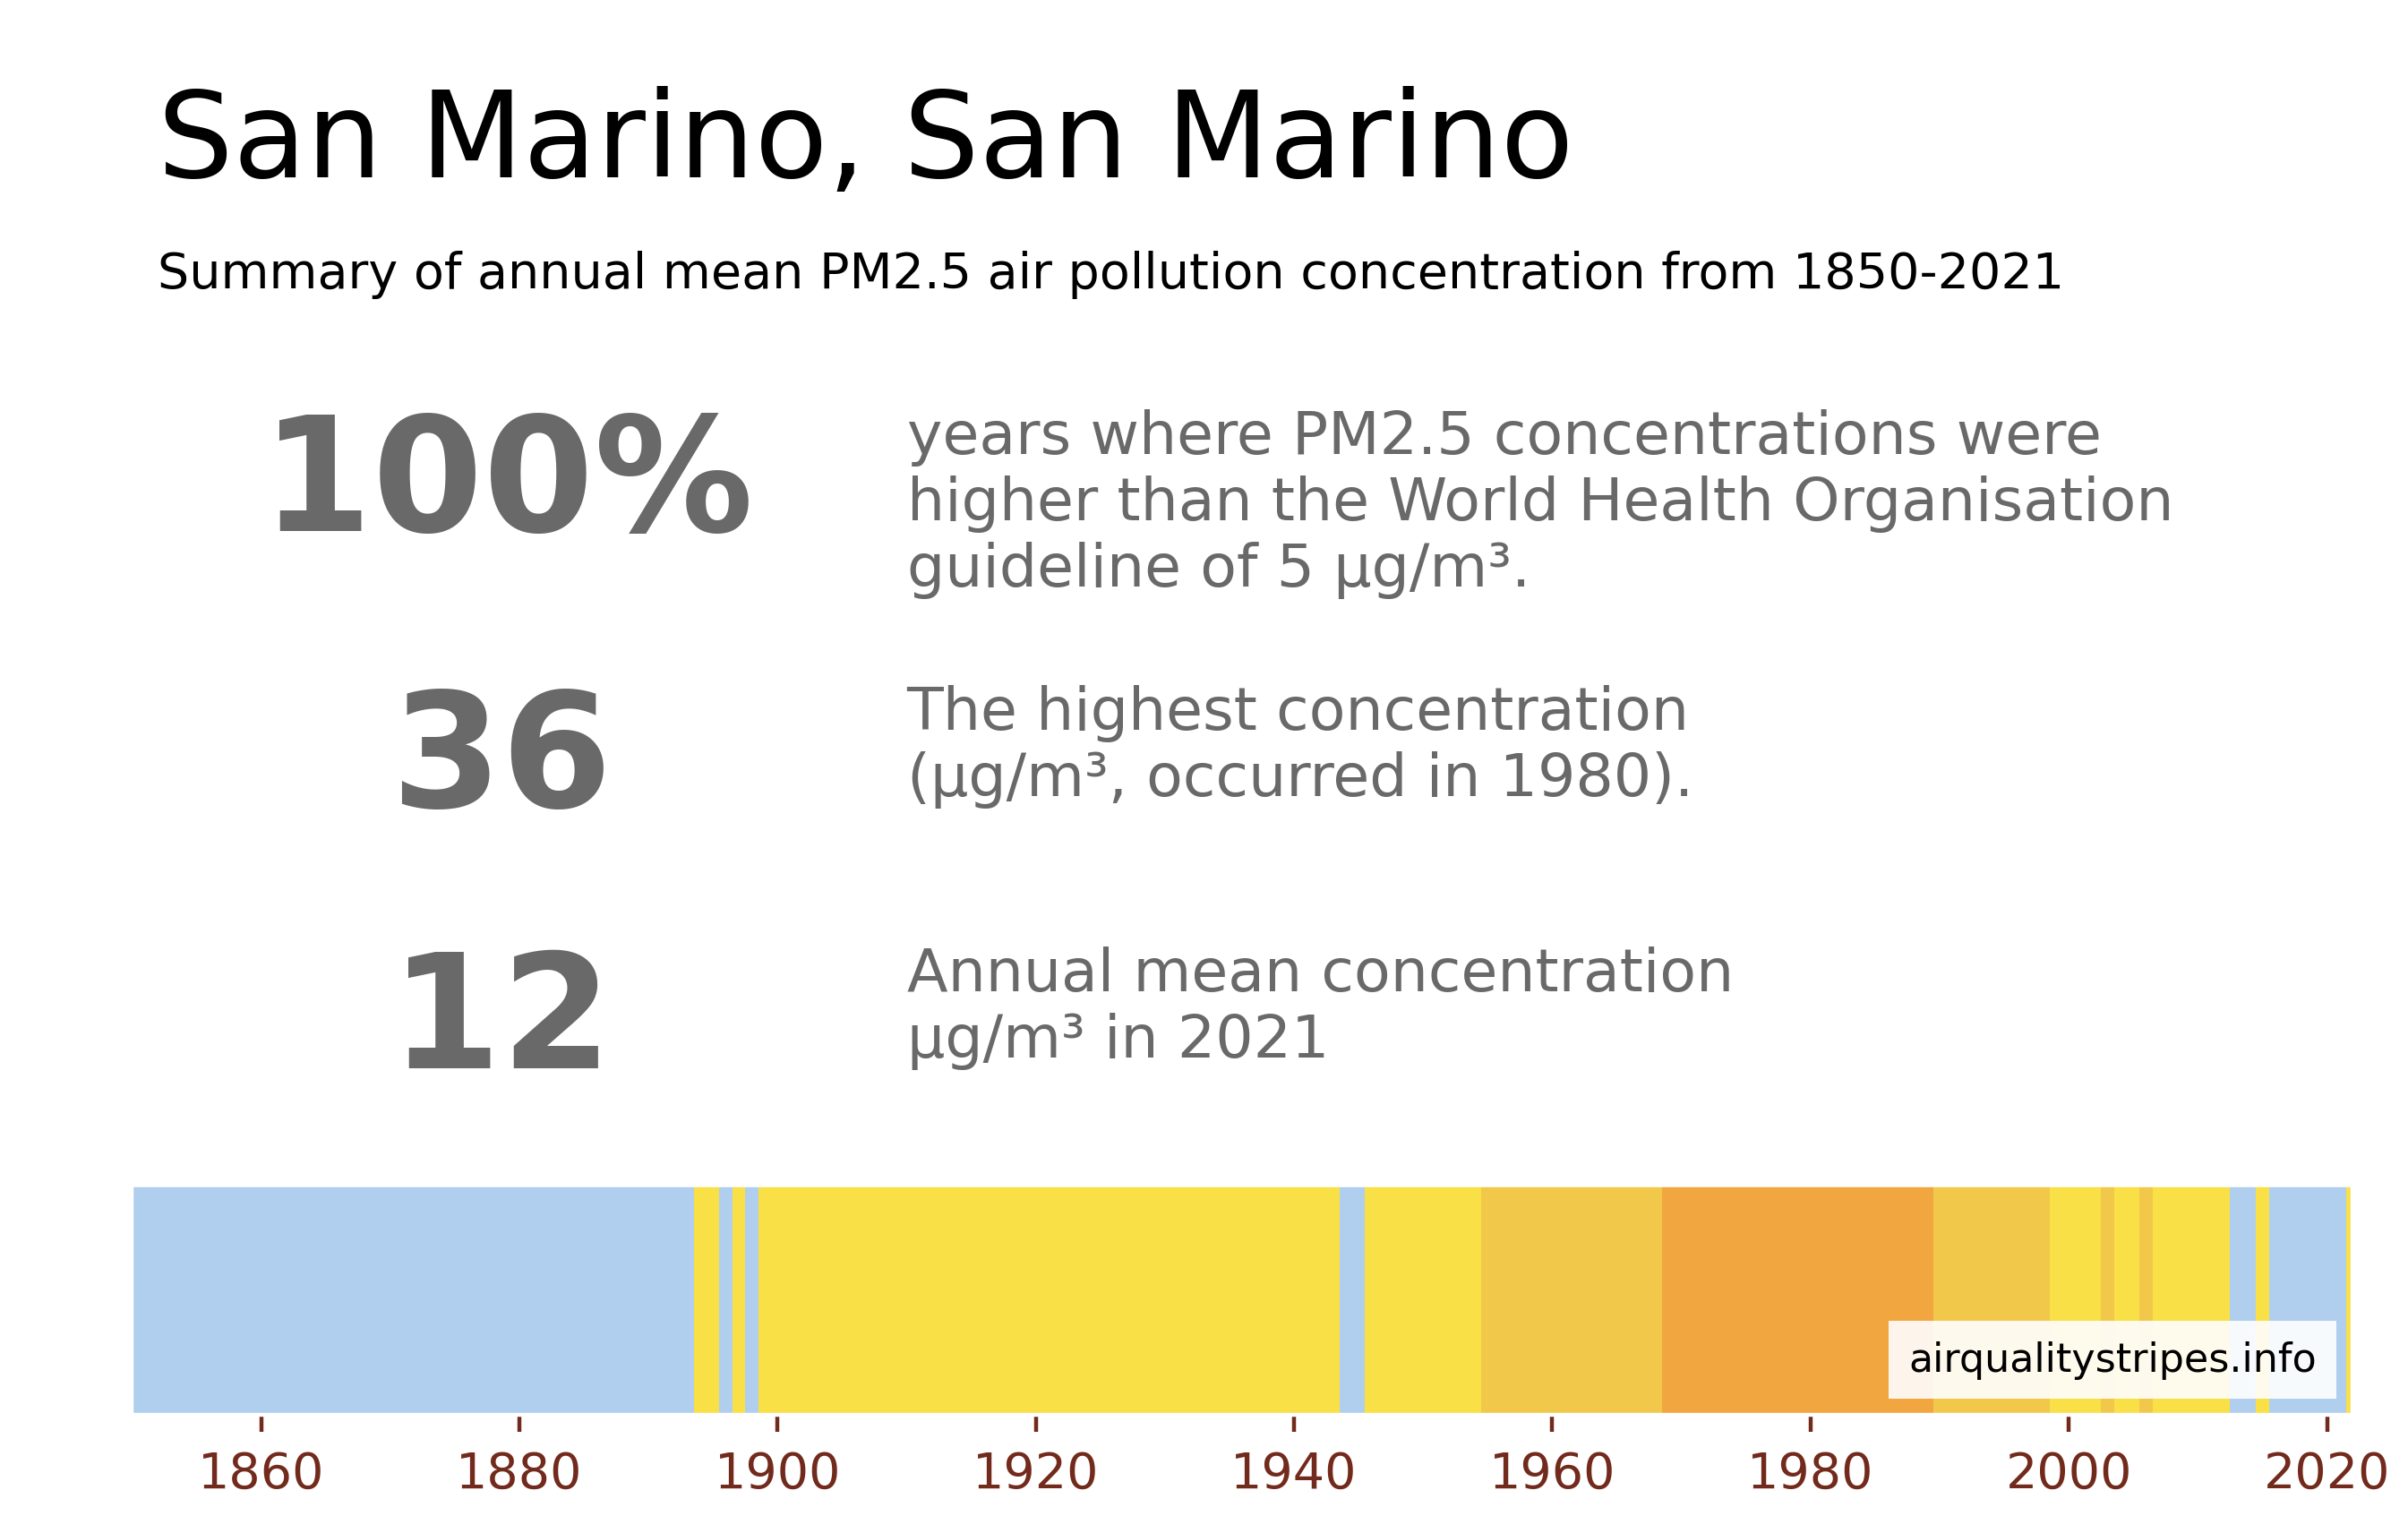 San Marino, San Marino
Summary of annual mean PM2.5 air pollution concentration from 1850-2021
100%
years where PM2.5 concentrations were
higher than the World Health Organisation
guideline of 5 µg/m³.
36
The highest concentration
(µg/m³, occurred in 1980).
12
Annual mean concentration
µg/m³ in 2021
airqualitystripes.info
1860 1880 1900 1920 1940 1960 1980 2000 2020